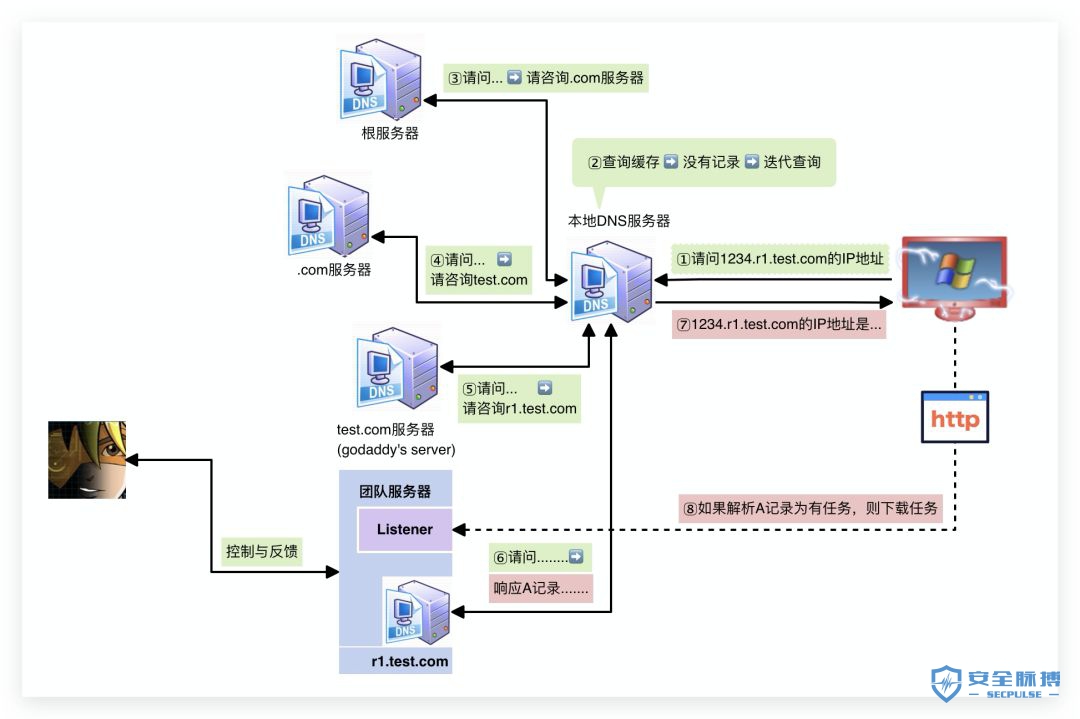 ③请问... ➡ 请咨询.com服务器
DNS
根服务器
②查询缓存 ➡ 没有记录 ➡ 迭代查询
本地DNS服务器
DNS
.com服务器
④请问... ➡
请咨询test.com
①请问1234.r1.test.com的IP地址
DNS
⑦1234.r1.test.com的IP地址是...
DNS
⑤请问... ➡
请咨询r1.test.com
test.com服务器
(godaddy's server)
http
团队服务器
Listener
⑧如果解析A记录为有任务，则下载任务
控制与反馈
⑥请问........➡
响应A记录.......
DNS
r1.test.com
安全脉搏
SECPULSE